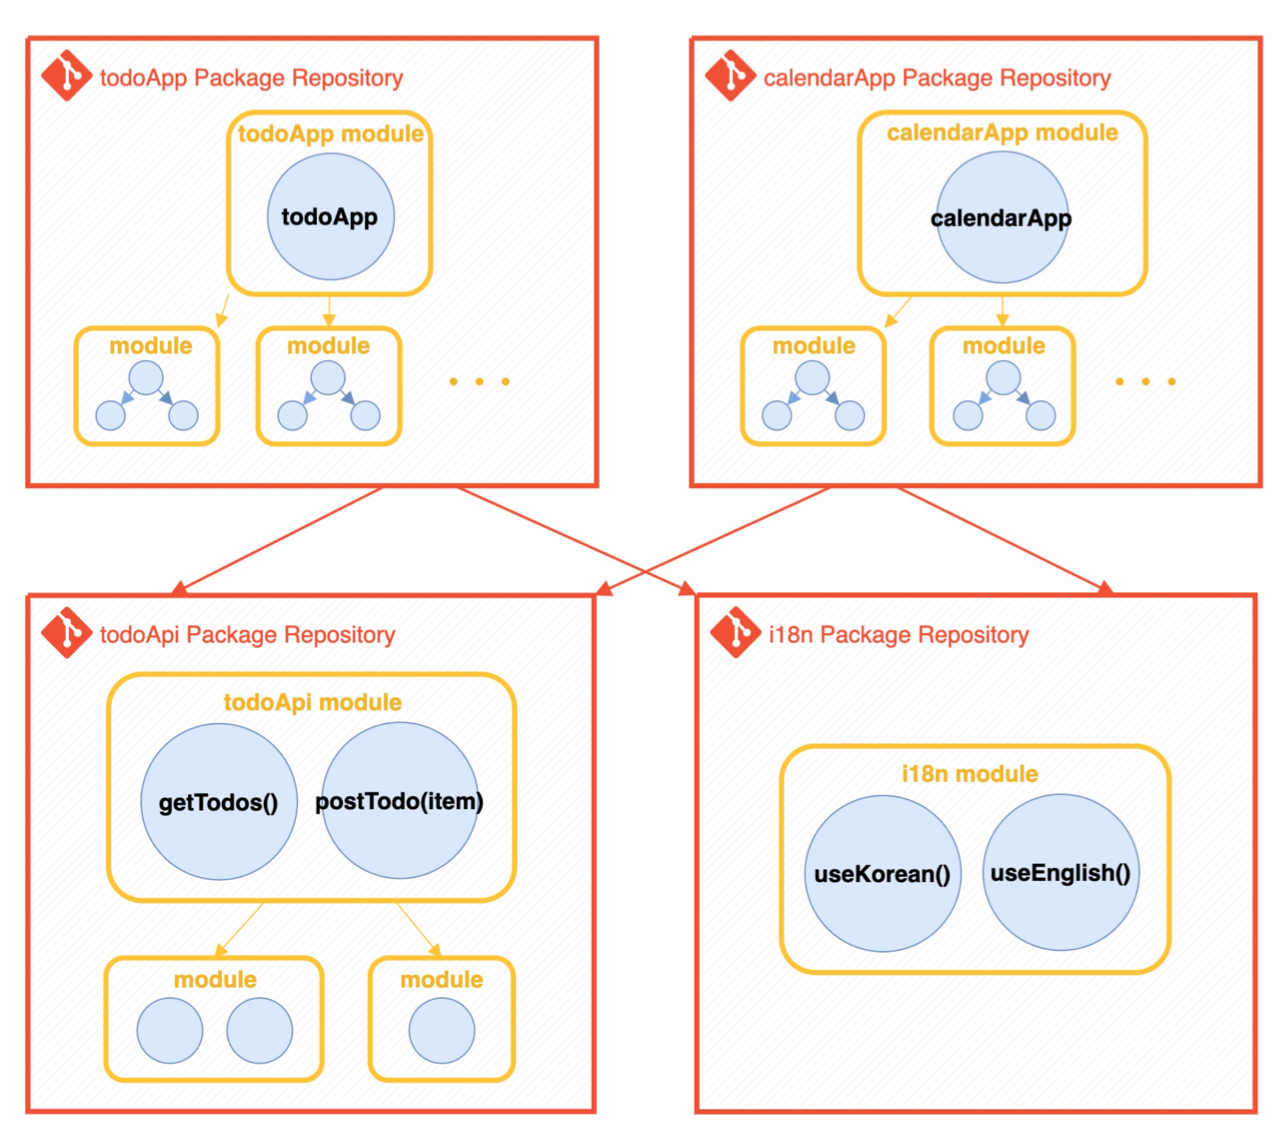 todoApp Package Repository
todoApp module
todoApp
module
module
calendarApp Package Repository
calendarApp module
calendarApp
module
module
todoApi Package Repository
todoApi module
getTodos()
postTodo(item)
module
module
i18n Package Repository
i18n module
useKorean()
useEnglish()